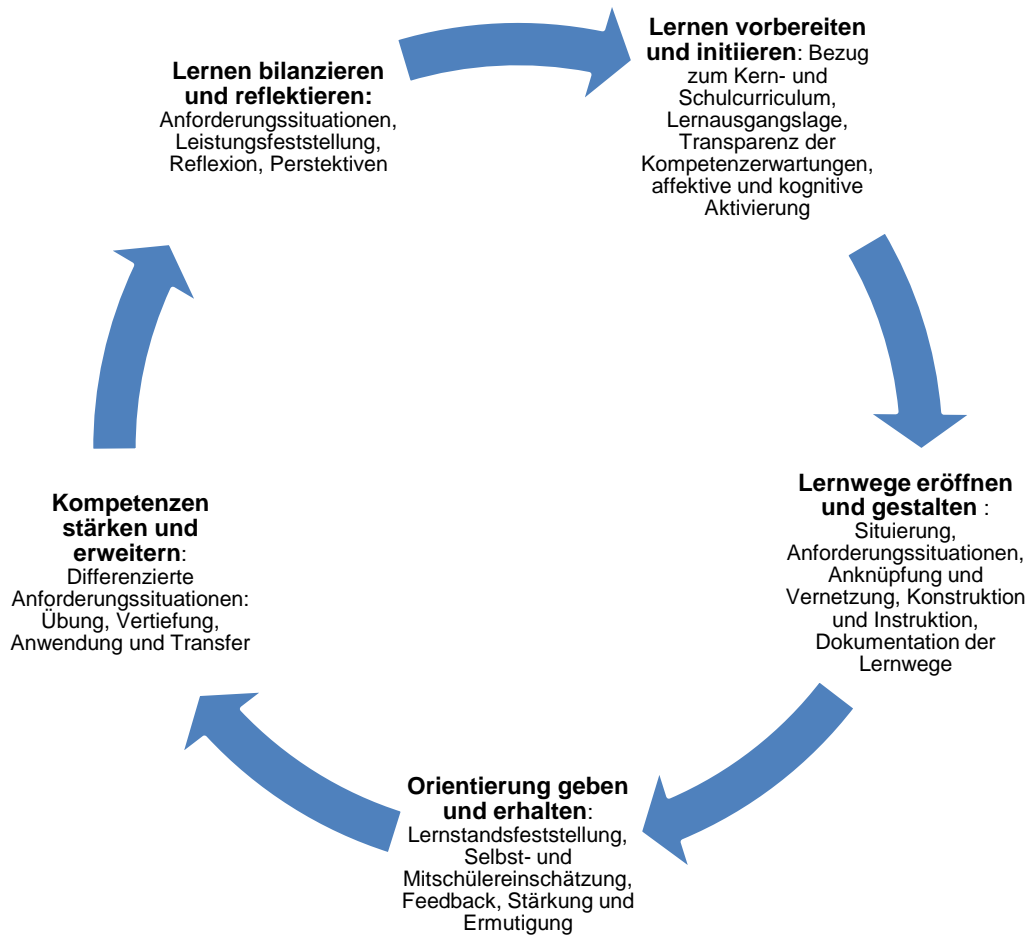 Lernen vorbereiten
und initiieren: Bezug
zum Kern- und
Schulcurriculum,
Lernausgangslage,
Transparenz der
Kompetenzerwartungen,
affektive und kognitive
Aktivierung
Lernwege eröffnen
und gestalten :
Situierung,
Anforderungssituationen,
Anknüpfung und
Vernetzung, Konstruktion
und Instruktion,
Dokumentation der
Lernwege
Orientierung geben
und erhalten:
Lernstandsfeststellung,
Selbst- und
Mitschülereinschätzung,
Feedback, Stärkung und
Ermutigung
Kompetenzen
stärken und
erweitern:
Differenzierte
Anforderungssituationen:
Übung, Vertiefung,
Anwendung und Transfer
Lernen bilanzieren
und reflektieren:
Anforderungssituationen,
Leistungsfeststellung,
Reflexion, Perstektiven